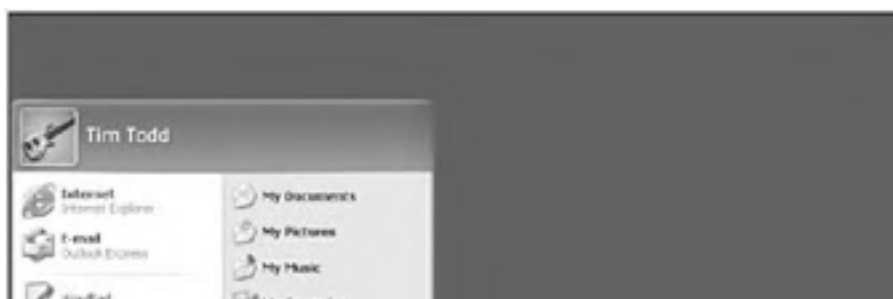 Tim Todd
Internet
Internet Explorer
E-mail
Outlook Express
My Documents
My Pictures
My Music